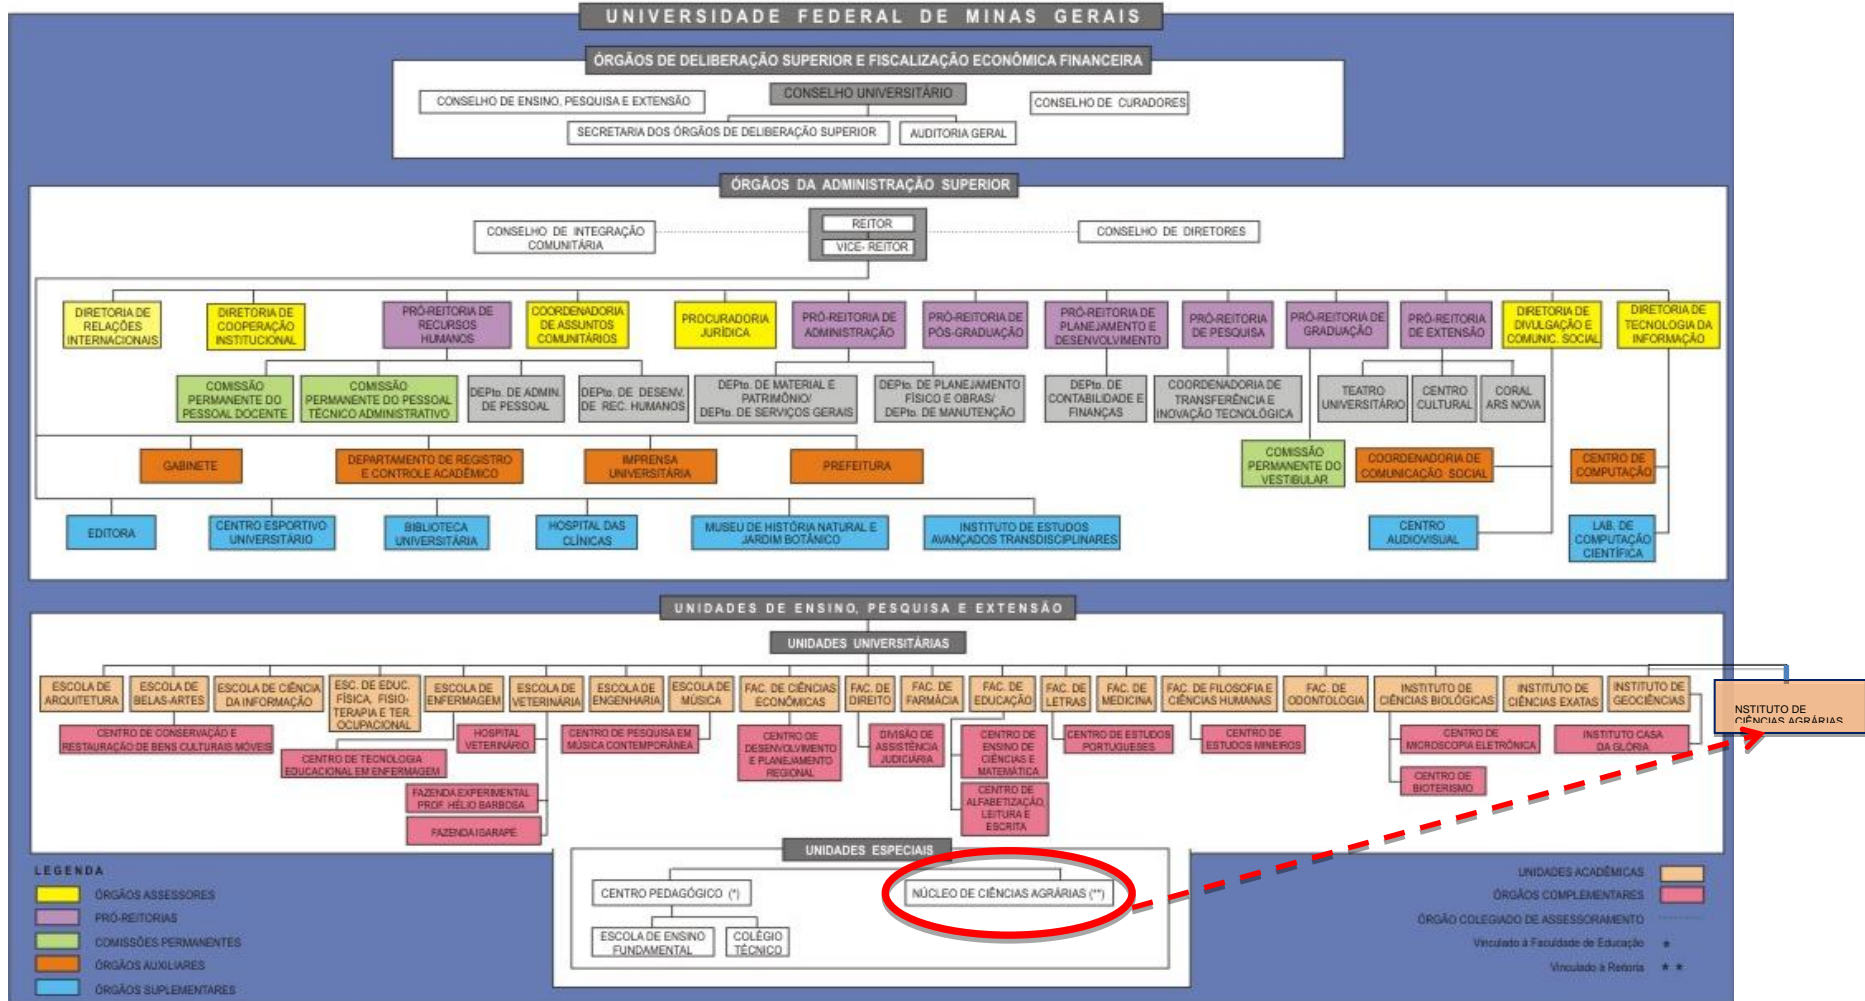 UNIVERSIDADE FEDERAL DE MINAS GERAIS
ÓRGÃOS DE DELIBERAÇÃO SUPERIOR E FISCALIZAÇÃO ECONÔMICA FINANCEIRA
CONSELHO DE ENSINO, PESQUISA E EXTENSÃO
CONSELHO UNIVERSITÁRIO
CONSELHO DE CURADORES
SECRETARIA DOS ÓRGÃOS DE DELIBERAÇÃO SUPERIOR
AUDITORIA GERAL
ÓRGÃOS DA ADMINISTRAÇÃO SUPERIOR
CONSELHO DE INTEGRAÇÃO
COMUNITÁRIA
REITOR
VICE-REITOR
CONSELHO DE DIRETORES
DIRETORIA DE
RELAÇÕES
INTERNACIONAIS
DIRETORIA DE
COOPERAÇÃO
INSTITUCIONAL
PRÓ-REITORIA DE
RECURSOS
HUMANOS
COORDENADORIA
DE ASSUNTOS
COMUNITÁRIOS
PROCURADORIA
JURÍDICA
PRÓ-REITORIA DE
ADMINISTRAÇÃO
PRÓ-REITORIA DE
PÓS-GRADUAÇÃO
PRÓ-REITORIA DE
PLANEJAMENTO E
DESENVOLVIMENTO
PRÓ-REITORIA
DE PESQUISA
PRÓ-REITORIA DE
GRADUAÇÃO
PRÓ-REITORIA
DE EXTENSÃO
DIRETORIA DE
DIVULGAÇÃO E
COMUNIC. SOCIAL
DIRETORIA DE
TECNOLOGIA DA
INFORMAÇÃO
COMISSÃO
PERMANENTE DO
PESSOAL DOCENTE
COMISSÃO
PERMANENTE DO PESSOAL
TÉCNICO ADMINISTRATIVO
DEPto. DE ADMIN.
DE PESSOAL
DEPto. DE DESENV.
DE REC. HUMANOS
DEPto. DE MATERIAL E
PATRIMÔNIO/
DEPto. DE SERVIÇOS GERAIS
DEPto. DE PLANEJAMENTO
FÍSICO E OBRAS/
DEPto. DE MANUTENÇÃO
DEPto. DE
CONTABILIDADE E
FINANÇAS
COORDENADORIA DE
TRANSFERÊNCIA E
INOVAÇÃO TECNOLÓGICA
TEATRO
UNIVERSITÁRIO
CENTRO
CULTURAL
CORAL
ARS NOVA
GABINETE
DEPARTAMENTO DE REGISTRO
E CONTROLE ACADÊMICO
IMPRENSA
UNIVERSITÁRIA
PREFEITURA
COMISSÃO
PERMANENTE DO
VESTIBULAR
COORDENADORIA DE
COMUNICAÇÃO SOCIAL
CENTRO DE
COMPUTAÇÃO
EDITORA
CENTRO ESPORTIVO
UNIVERSITÁRIO
BIBLIOTECA
UNIVERSITÁRIA
HOSPITAL DAS
CLÍNICAS
MUSEU DE HISTÓRIA NATURAL E
JARDIM BOTÂNICO
INSTITUTO DE ESTUDOS
AVANÇADOS TRANSDISCIPLINARES
CENTRO
AUDIOVISUAL
LAB. DE
COMPUTAÇÃO
CIENTÍFICA
UNIDADES DE ENSINO, PESQUISA E EXTENSÃO
UNIDADES UNIVERSITÁRIAS
ESCOLA DE
ARQUITETURA
ESCOLA DE
BELAS-ARTES
ESCOLA DE CIÊNCIA
DA INFORMAÇÃO
ESC. DE EDUC.
FÍSICA, FISIO-
TERAPIA E TER.
OCUPACIONAL
ESCOLA DE
ENFERMAGEM
ESCOLA DE
VETERINÁRIA
ESCOLA DE
ENGENHARIA
ESCOLA DE
MÚSICA
FAC. DE CIÊNCIAS
ECONÔMICAS
FAC. DE
DIREITO
FAC. DE
FARMÁCIA
FAC. DE
EDUCAÇÃO
FAC. DE
LETRAS
FAC. DE
MEDICINA
FAC. DE FILOSOFIA E
CIÊNCIAS HUMANAS
FAC. DE
ODONTOLOGIA
INSTITUTO DE
CIÊNCIAS BIOLÓGICAS
INSTITUTO DE
CIÊNCIAS EXATAS
INSTITUTO DE
GEOCIÊNCIAS
NSTITUTO DE
CIÊNCIAS AGRÁRIAS
CENTRO DE CONSERVAÇÃO E
RESTAURAÇÃO DE BENS CULTURAIS MÓVEIS
CENTRO DE TECNOLOGIA
EDUCACIONAL EM ENFERMAGEM
HOSPITAL
VETERINÁRIO
CENTRO DE PESQUISA EM
MÚSICA CONTEMPORÂNEA
CENTRO DE
DESENVOLVIMENTO
E PLANEJAMENTO
REGIONAL
DIVISÃO DE
ASSISTÊNCIA
JUDICIÁRIA
CENTRO DE
ENSINO DE
CIÊNCIAS E
MATEMÁTICA
CENTRO DE ESTUDOS
PORTUGUESES
CENTRO DE
ESTUDOS MINEIROS
CENTRO DE
MICROSCOPIA ELETRÔNICA
INSTITUTO CASA
DA GLÓRIA
FAZENDA EXPERIMENTAL
PROF. HÉLIO BARBOSA
FAZENDA IGARAPÉ
CENTRO DE
ALFABETIZAÇÃO,
LEITURA E
ESCRITA
CENTRO DE
BIOTERISMO
UNIDADES ESPECIAIS
CENTRO PEDAGÓGICO (*)
NÚCLEO DE CIÊNCIAS AGRÁRIAS (**)
ESCOLA DE ENSINO
FUNDAMENTAL
COLÉGIO
TÉCNICO
LEGENDA
ÓRGÃOS ASSESSORES
PRÓ-REITORIAS
COMISSÕES PERMANENTES
ÓRGÃOS AUXILIARES
ÓRGÃOS SUPLEMENTARES
UNIDADES ACADÊMICAS
ÓRGÃOS COMPLEMENTARES
ÓRGÃO COLEGIADO DE ASSESSORAMENTO
Vinculado à Faculdade de Educação *
Vinculado à Reitoria * *